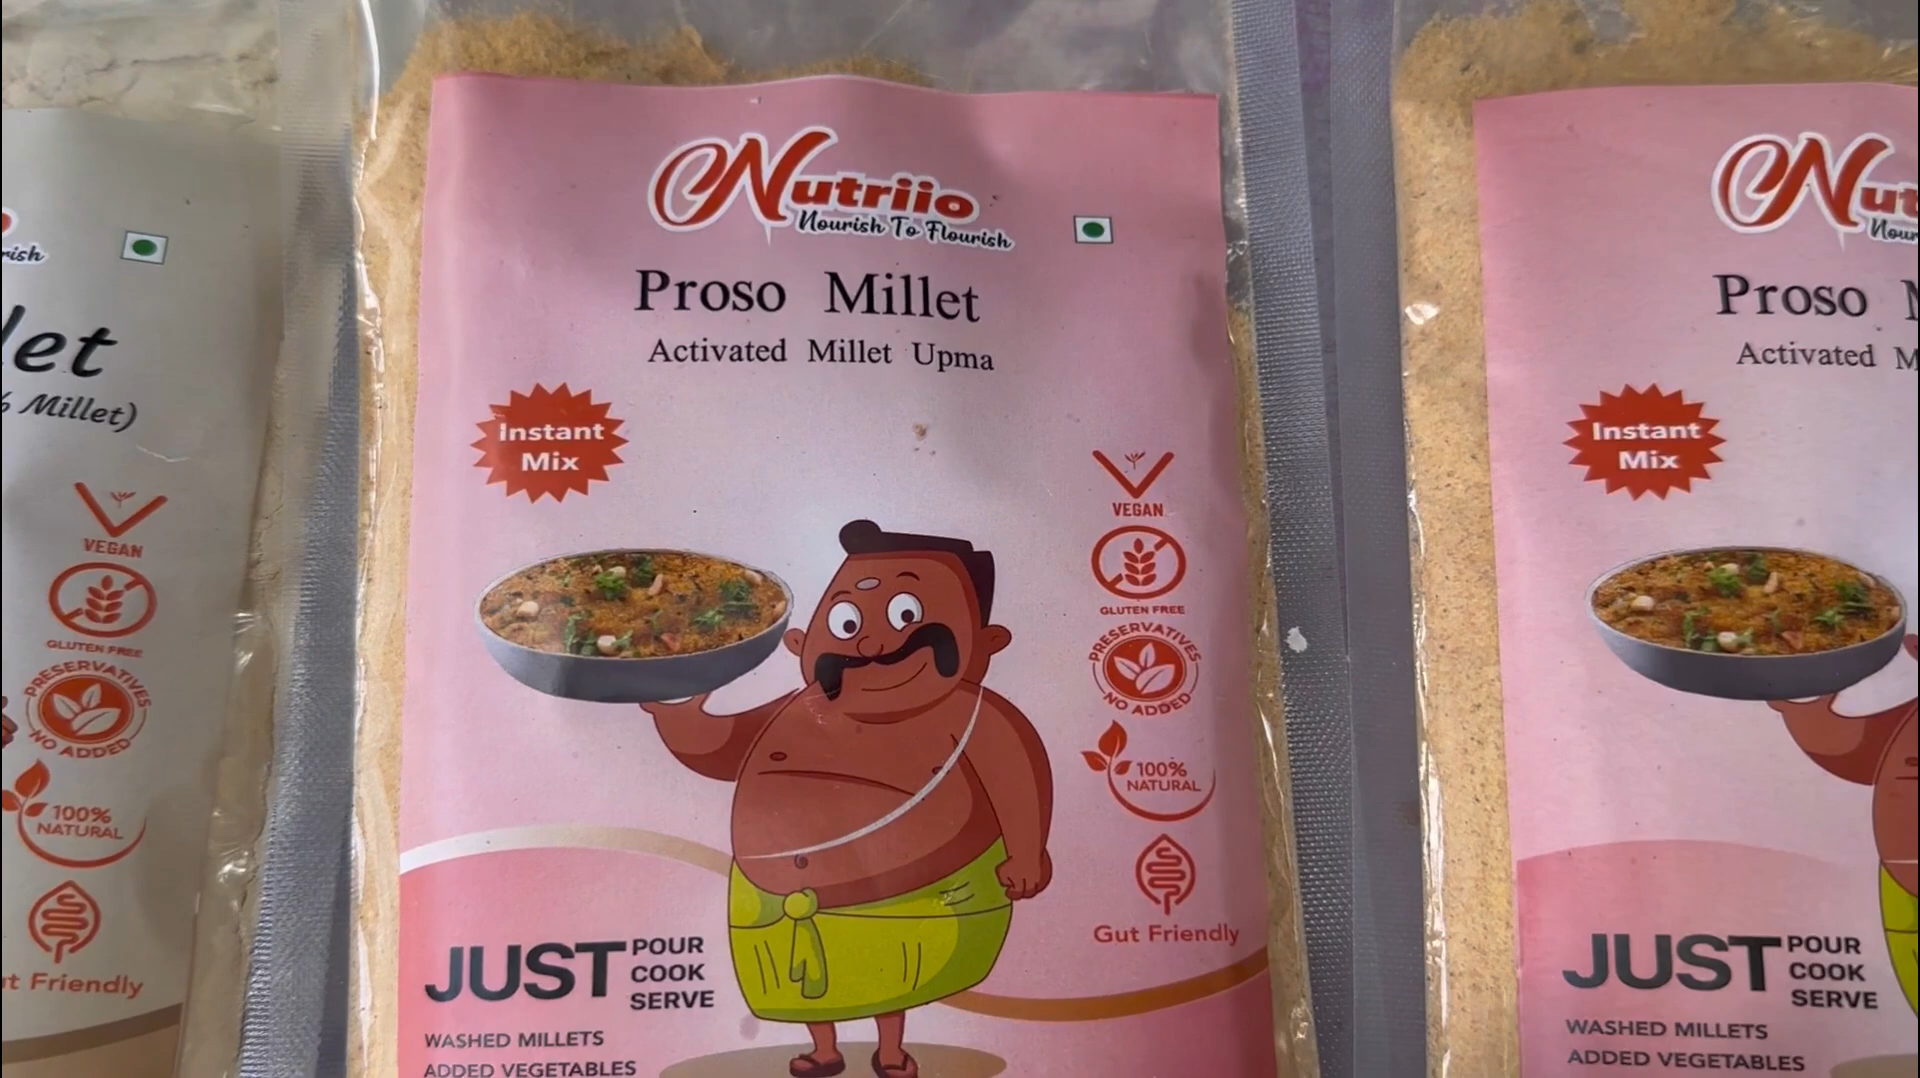 rish
let
Millet)
VEGAN
GLUTEN FREE
PRESERVATIVES
NO ADDED
100%
NATURAL
Friendly
Nutriio
Nourish To Flourish
Proso Millet
Activated Millet Upma
Instant
Mix
VEGAN
GLUTEN FREE
PRESERVATIVES
NO ADDED
100%
NATURAL
Gut Friendly
JUST POUR
COOK
SERVE
WASHED MILLETS
ADDED VEGETABLES
Nut
Nour
Proso
Activated M
Instant
Mix
JUST POUR
COOK
SERVE
WASHED MILLETS
ADDED VEGETABLES